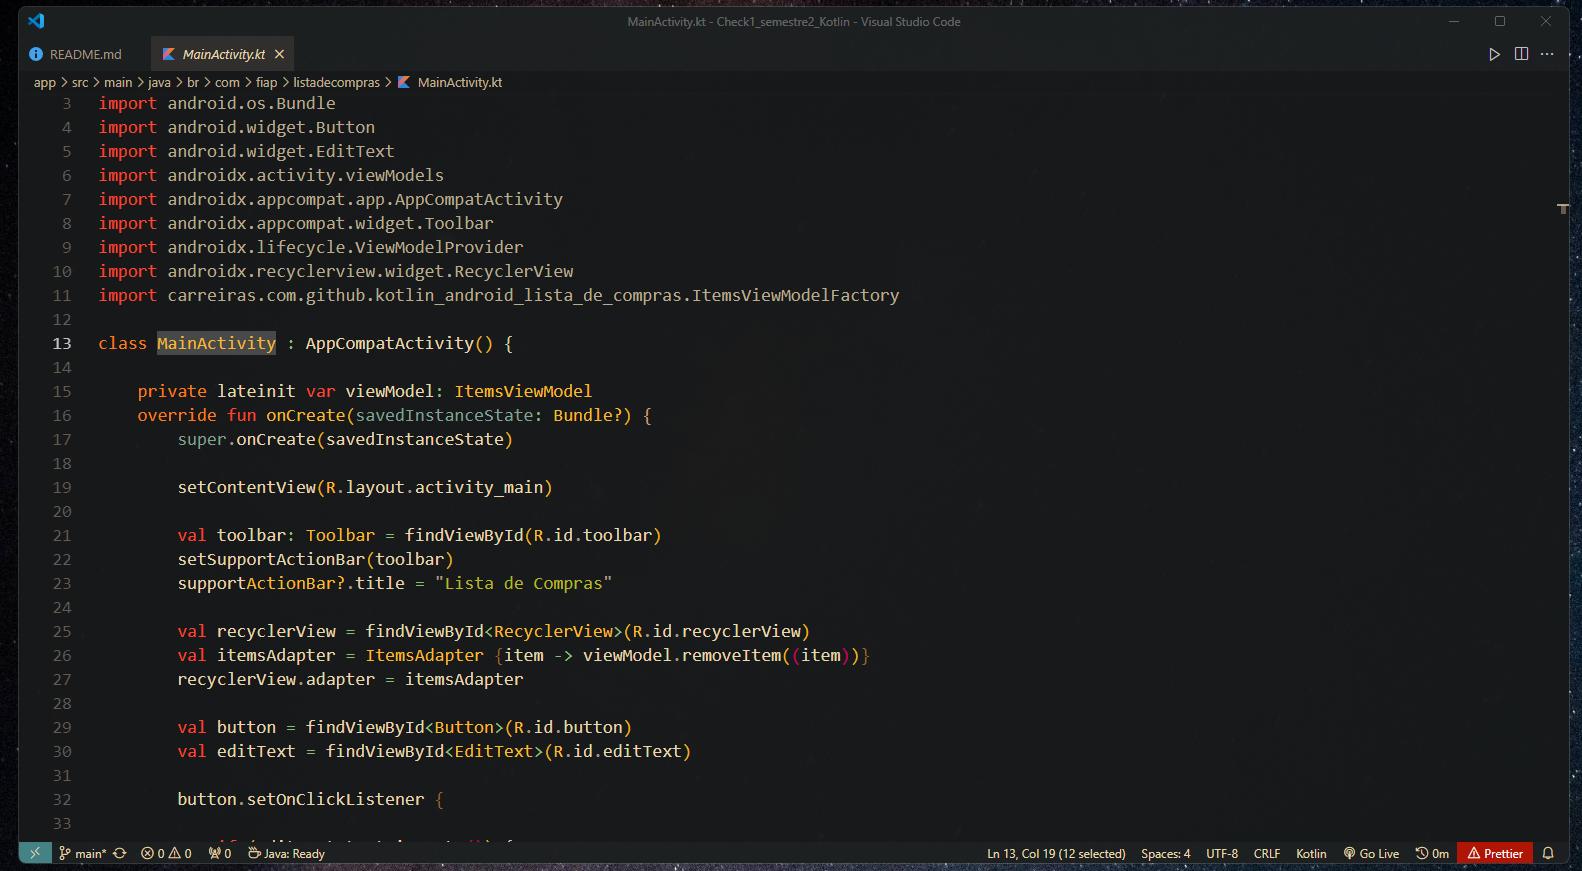 MainActivity.kt - Check1_semestre2_Kotlin - Visual Studio Code
README.md MainActivity.kt
app > src > main > java > br > com > fiap > listadecompras > MainActivity.kt
3 import android.os.Bundle
4 import android.widget.Button
5 import android.widget.EditText
6 import androidx.activity.viewModels
7 import androidx.appcompat.app.AppCompatActivity
8 import androidx.appcompat.widget.Toolbar
9 import androidx.lifecycle.ViewModelProvider
10 import androidx.recyclerview.widget.RecyclerView
11 import carreiras.com.github.kotlin_android_lista_de_compras.ItemsViewModelFactory
12
13 class MainActivity : AppCompatActivity() {
14
15 private lateinit var viewModel: ItemsViewModel
16 override fun onCreate(savedInstanceState: Bundle?) {
17 super.onCreate(savedInstanceState)
18
19 setContentView(R.layout.activity_main)
20
21 val toolbar: Toolbar = findViewById(R.id.toolbar)
22 setSupportActionBar(toolbar)
23 supportActionBar?.title = "Lista de Compras"
24
25 val recyclerView = findViewById<RecyclerView>(R.id.recyclerView)
26 val itemsAdapter = ItemsAdapter {item -> viewModel.removeItem((item))}
27 recyclerView.adapter = itemsAdapter
28
29 val button = findViewById<Button>(R.id.button)
30 val editText = findViewById<EditText>(R.id.editText)
31
32 button.setOnClickListener {
33
main* 0 0 0 Java: Ready Ln 13, Col 19 (12 selected) Spaces: 4 UTF-8 CRLF Kotlin Go Live 0m Prettier